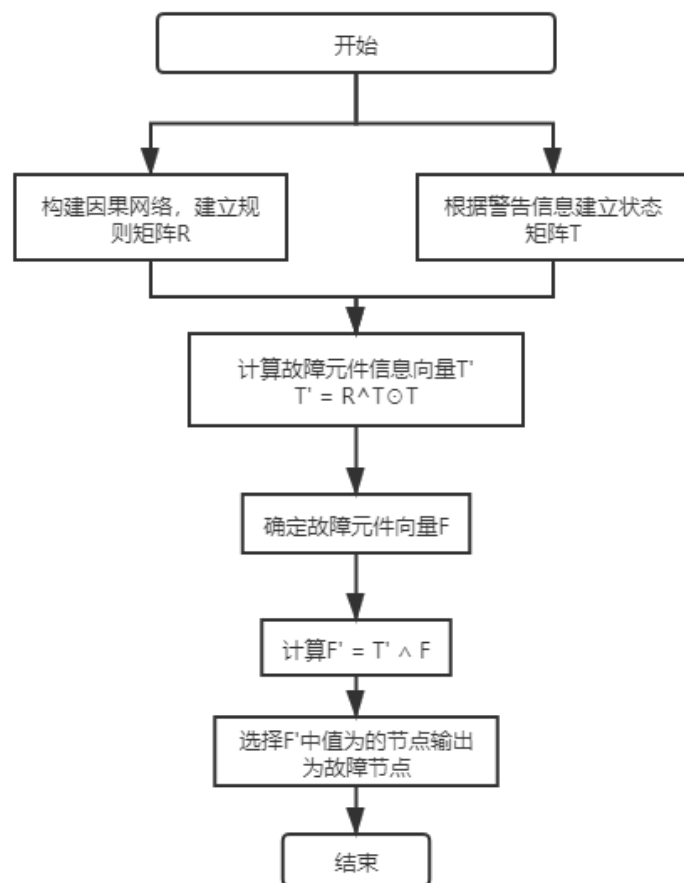 开始
构建因果网络，建立规
则矩阵R
根据警告信息建立状态
矩阵T
计算故障元件信息向量T'
T' = R^T⊙T
确定故障元件向量F
计算F' = T' ∧ F
选择F'中值为的节点输出
为故障节点
结束